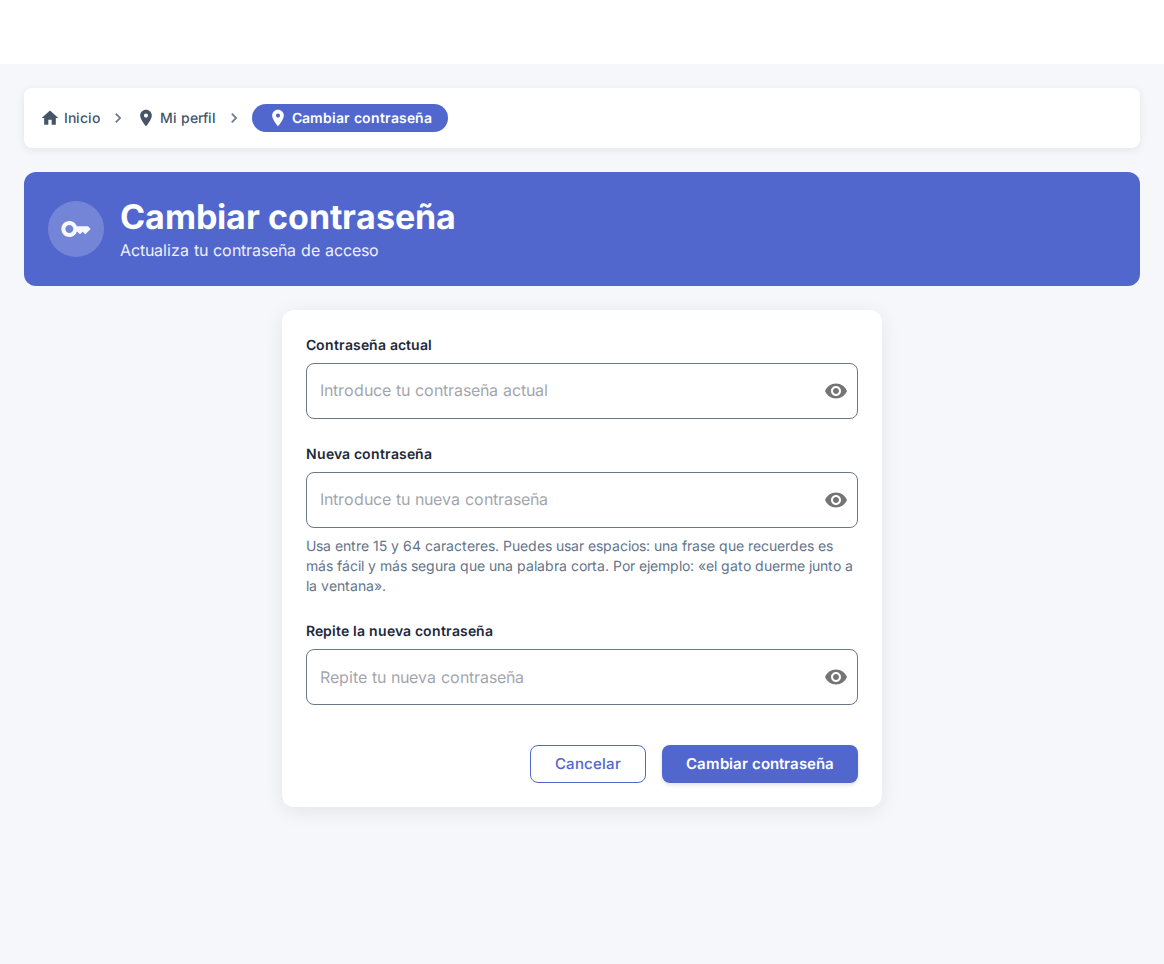 Inicio
Mi perfil
Cambiar contraseña
Cambiar contraseña
Actualiza tu contraseña de acceso
Contraseña actual
Introduce tu contraseña actual
Nueva contraseña
Introduce tu nueva contraseña
Usa entre 15 y 64 caracteres. Puedes usar espacios: una frase que recuerdes es
más fácil y más segura que una palabra corta. Por ejemplo: «el gato duerme junto a
la ventana».
Repite la nueva contraseña
Repite tu nueva contraseña
Cancelar
Cambiar contraseña